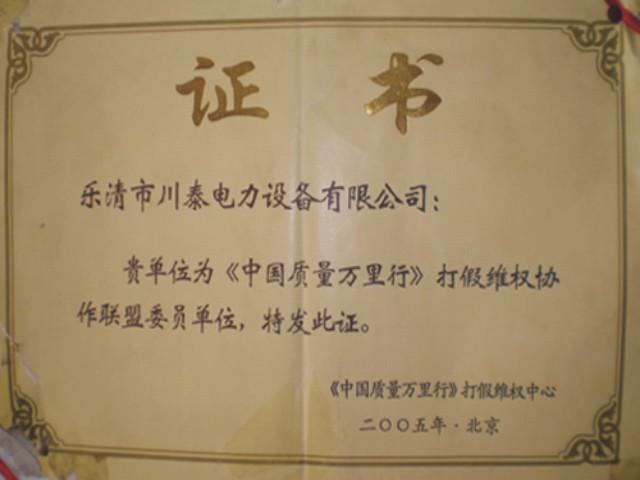 证书
乐清市川泰电力设备有限公司：
贵单位为《中国质量万里行》打假维权协
作联盟委员单位，特发此证。
《中国质量万里行》打假维权中心
二〇〇五年·北京